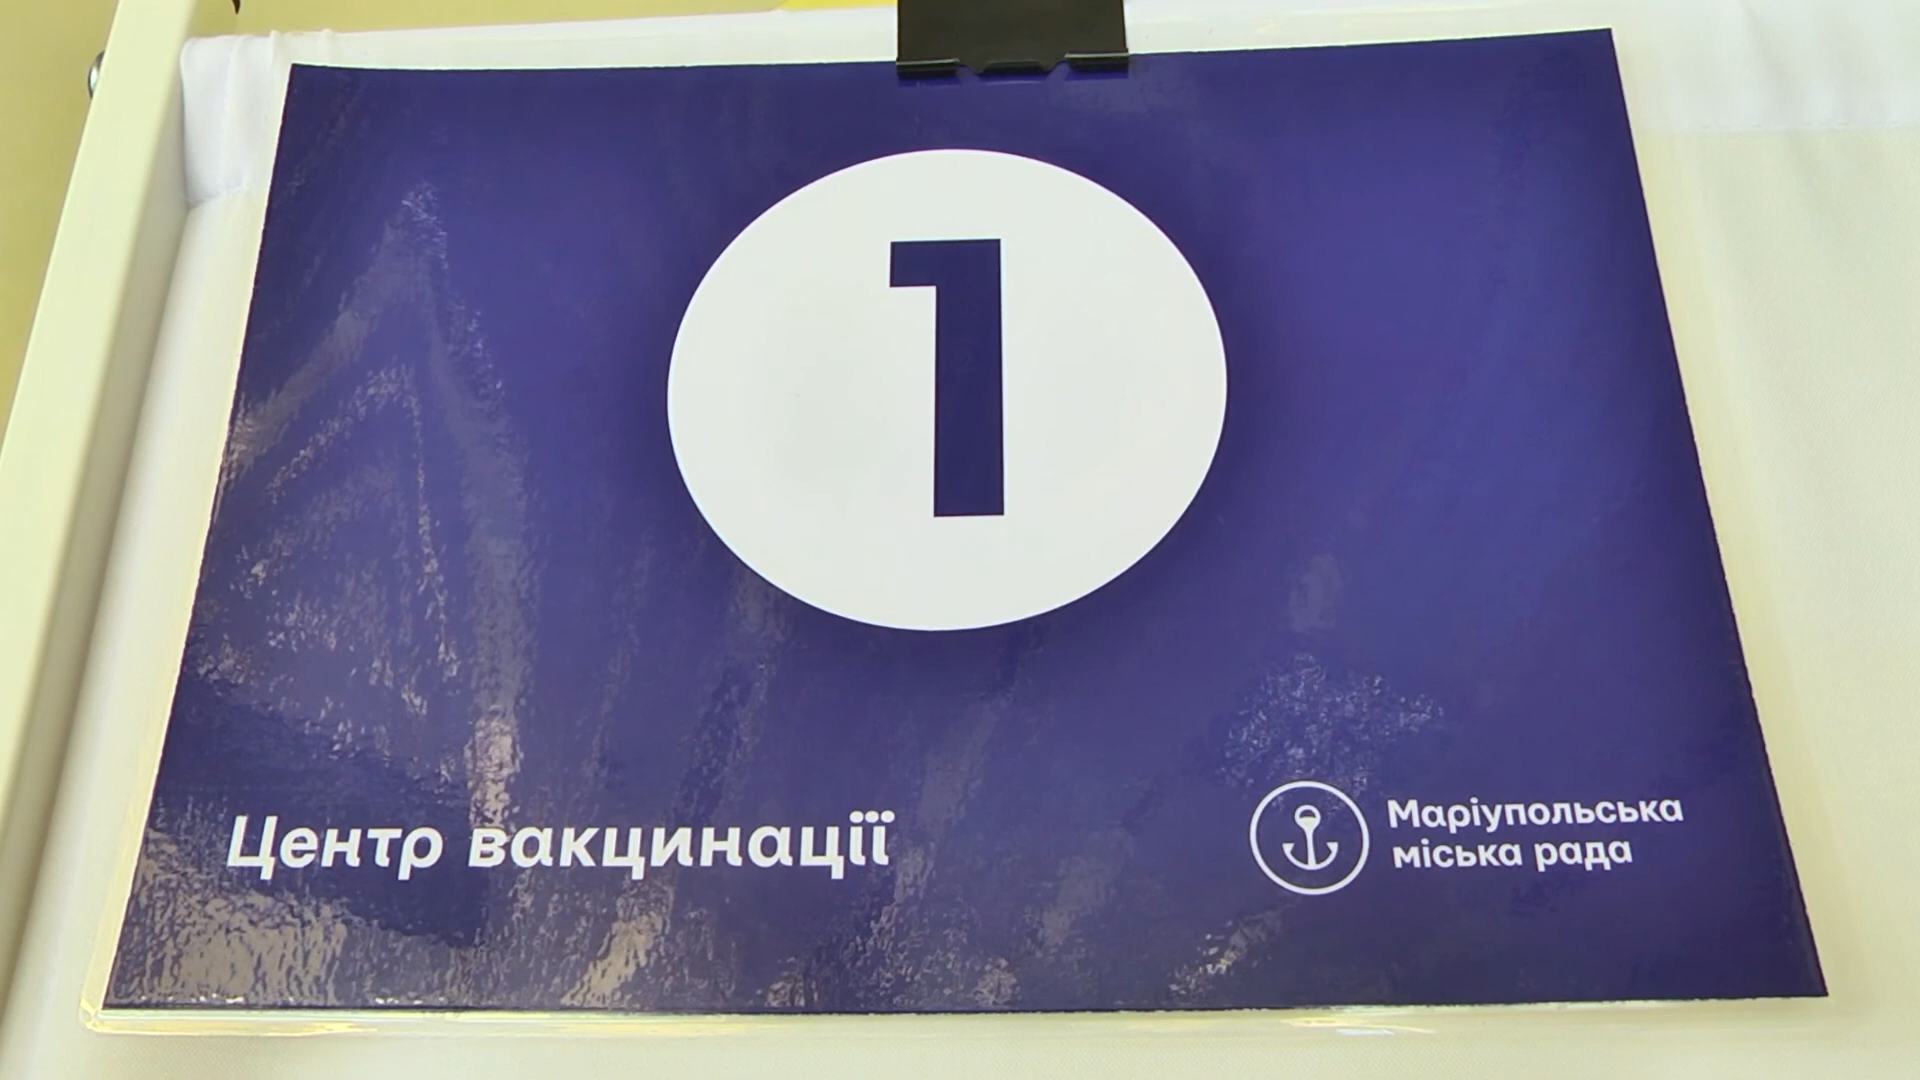 1
Центр вакцинації
Маріупольська
міська рада